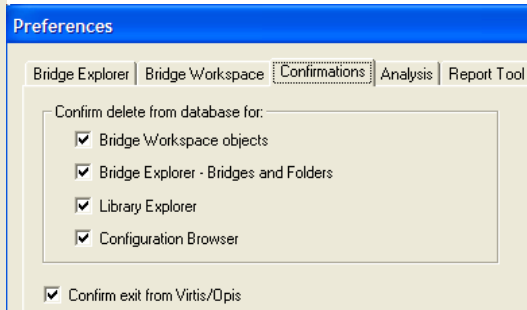 Preferences
Bridge Explorer Bridge Workspace Confirmations Analysis Report Tool
Confirm delete from database for:
Bridge Workspace objects
Bridge Explorer - Bridges and Folders
Library Explorer
Configuration Browser
Confirm exit from Virtis/Opis